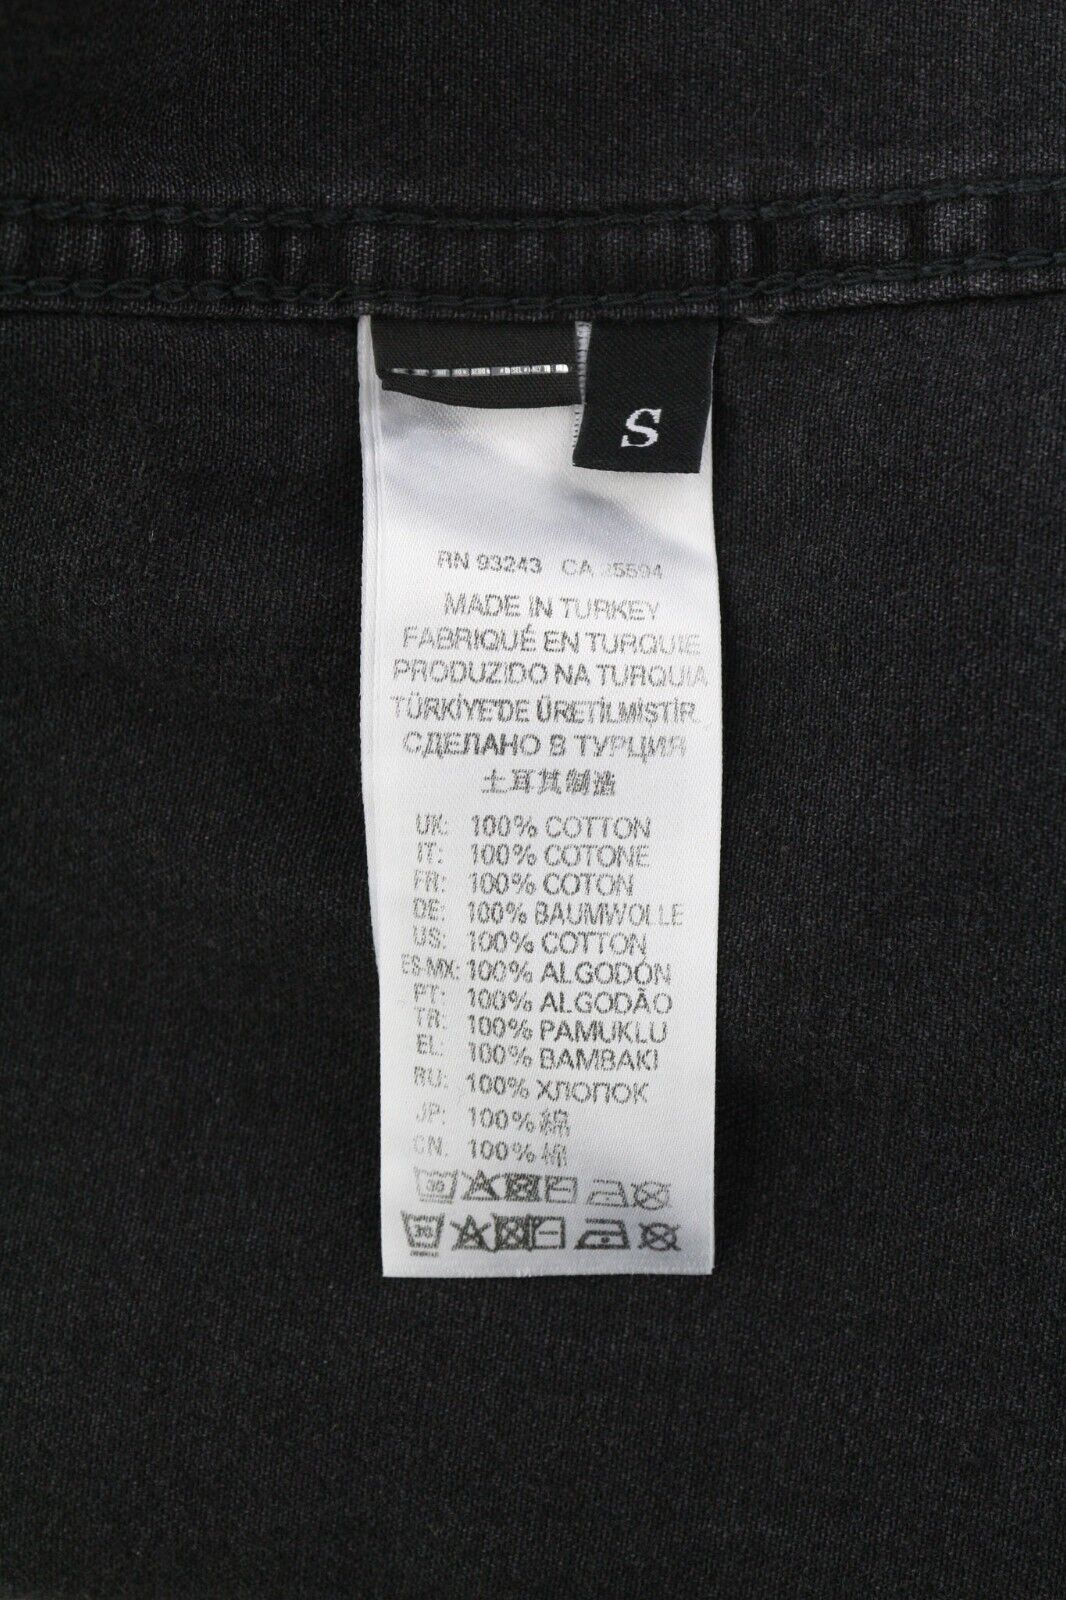 S
RN 93243 CA 25594
MADE IN TURKEY
FABRIQUÉ EN TURQUIE
PRODUZIDO NA TURQUIA
TÜRKİYE'DE ÜRETİLMİSTİR.
СДЕЛАНО В ТУРЦИЯ
土耳其制造
UK: 100% COTTON
IT: 100% COTONE
FR: 100% COTON
DE: 100% BAUMWOLLE
US: 100% COTTON
ES-MX: 100% ALGODÓN
PT: 100% ALGODÃO
TR: 100% PAMUKLU
EL: 100% BAMBAKI
RU: 100% ХЛОПОК
JP: 100% 綿
CN: 100% 棉
30
30